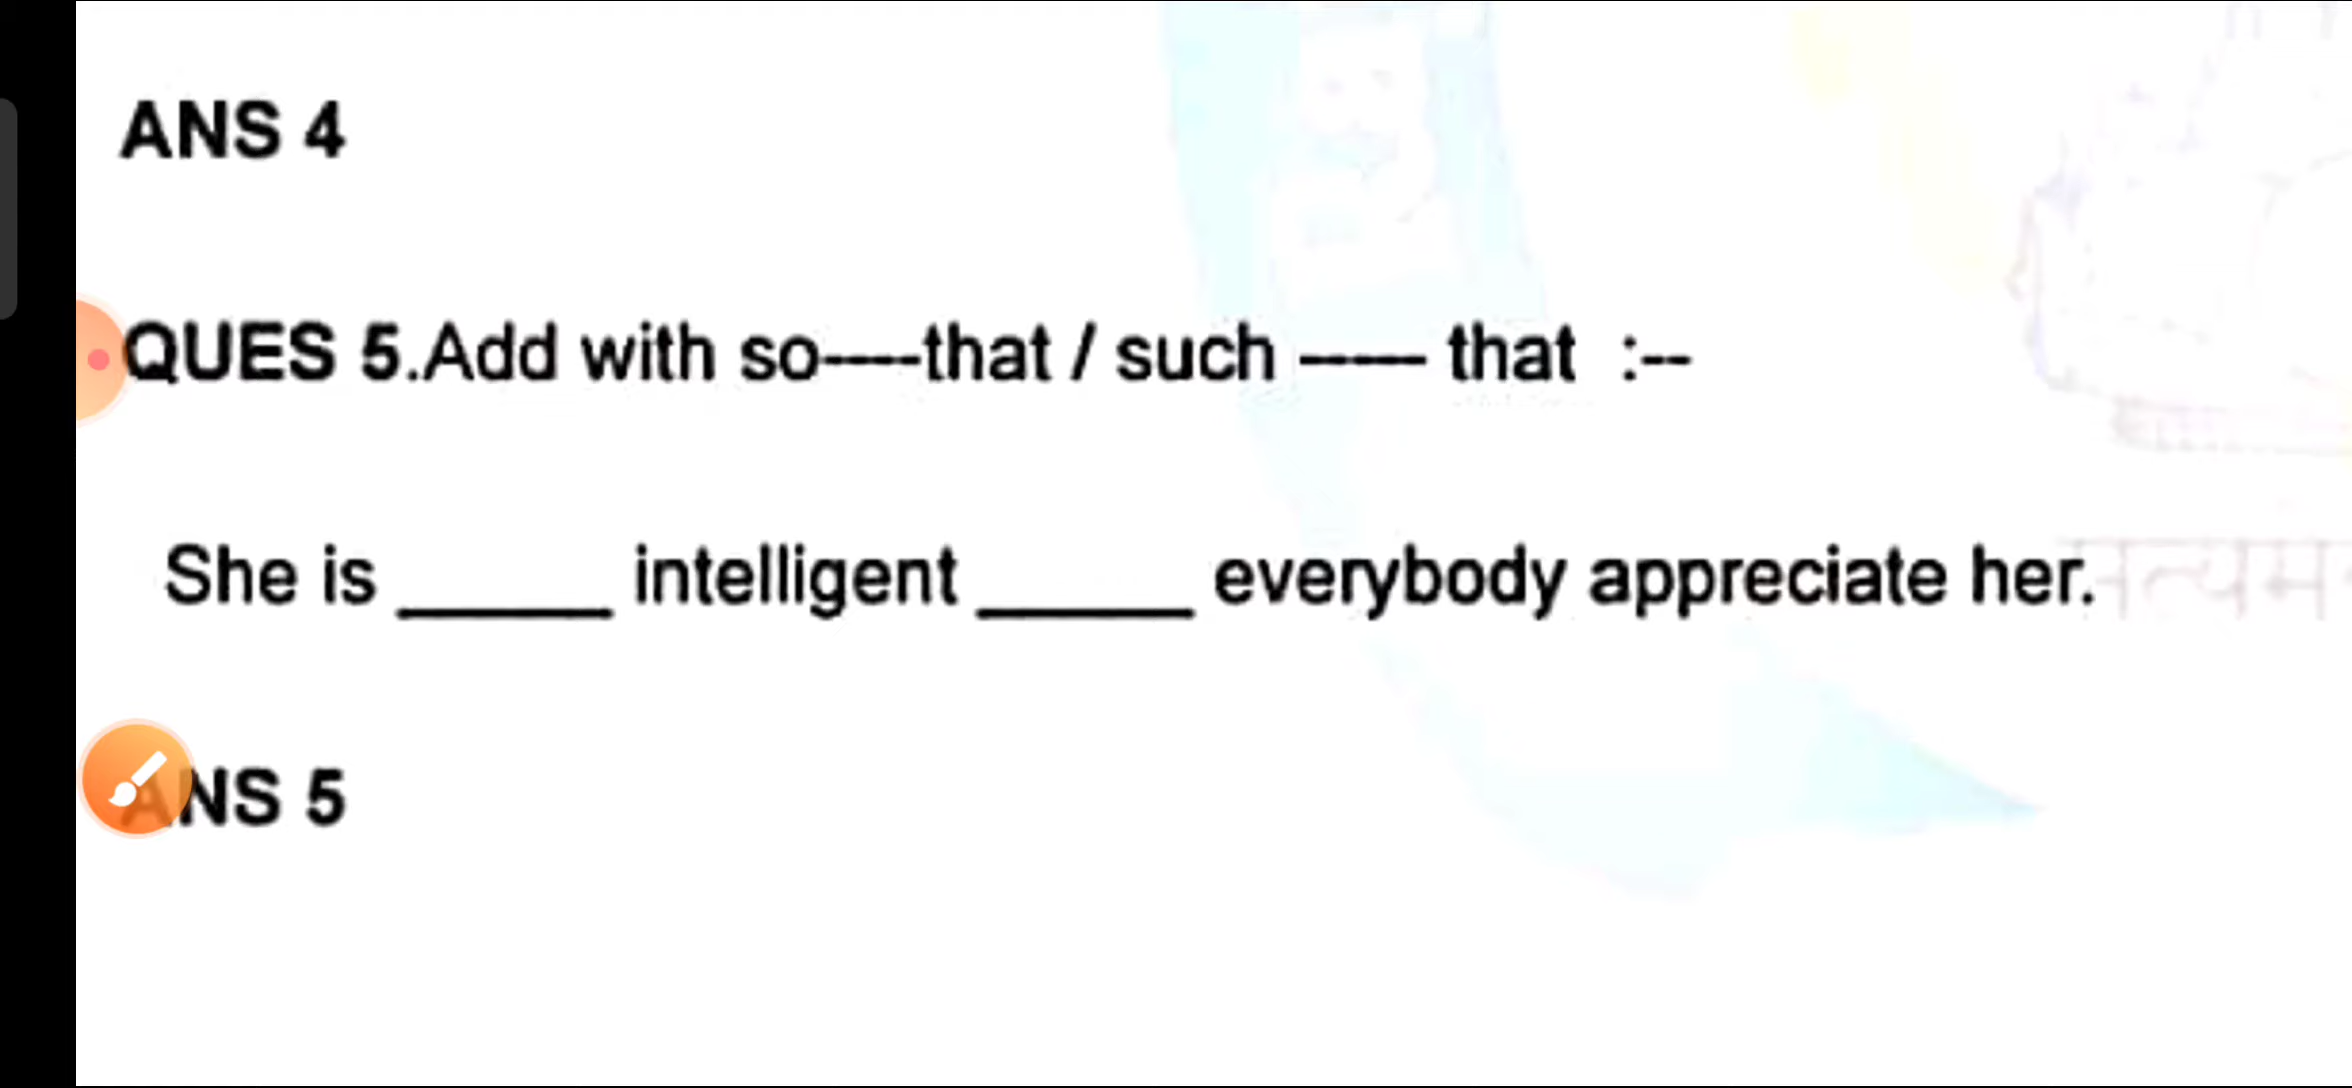 ANS 4
QUES 5.Add with so----that / such ----- that :--
She is ______ intelligent ______ everybody appreciate her.
ANS 5